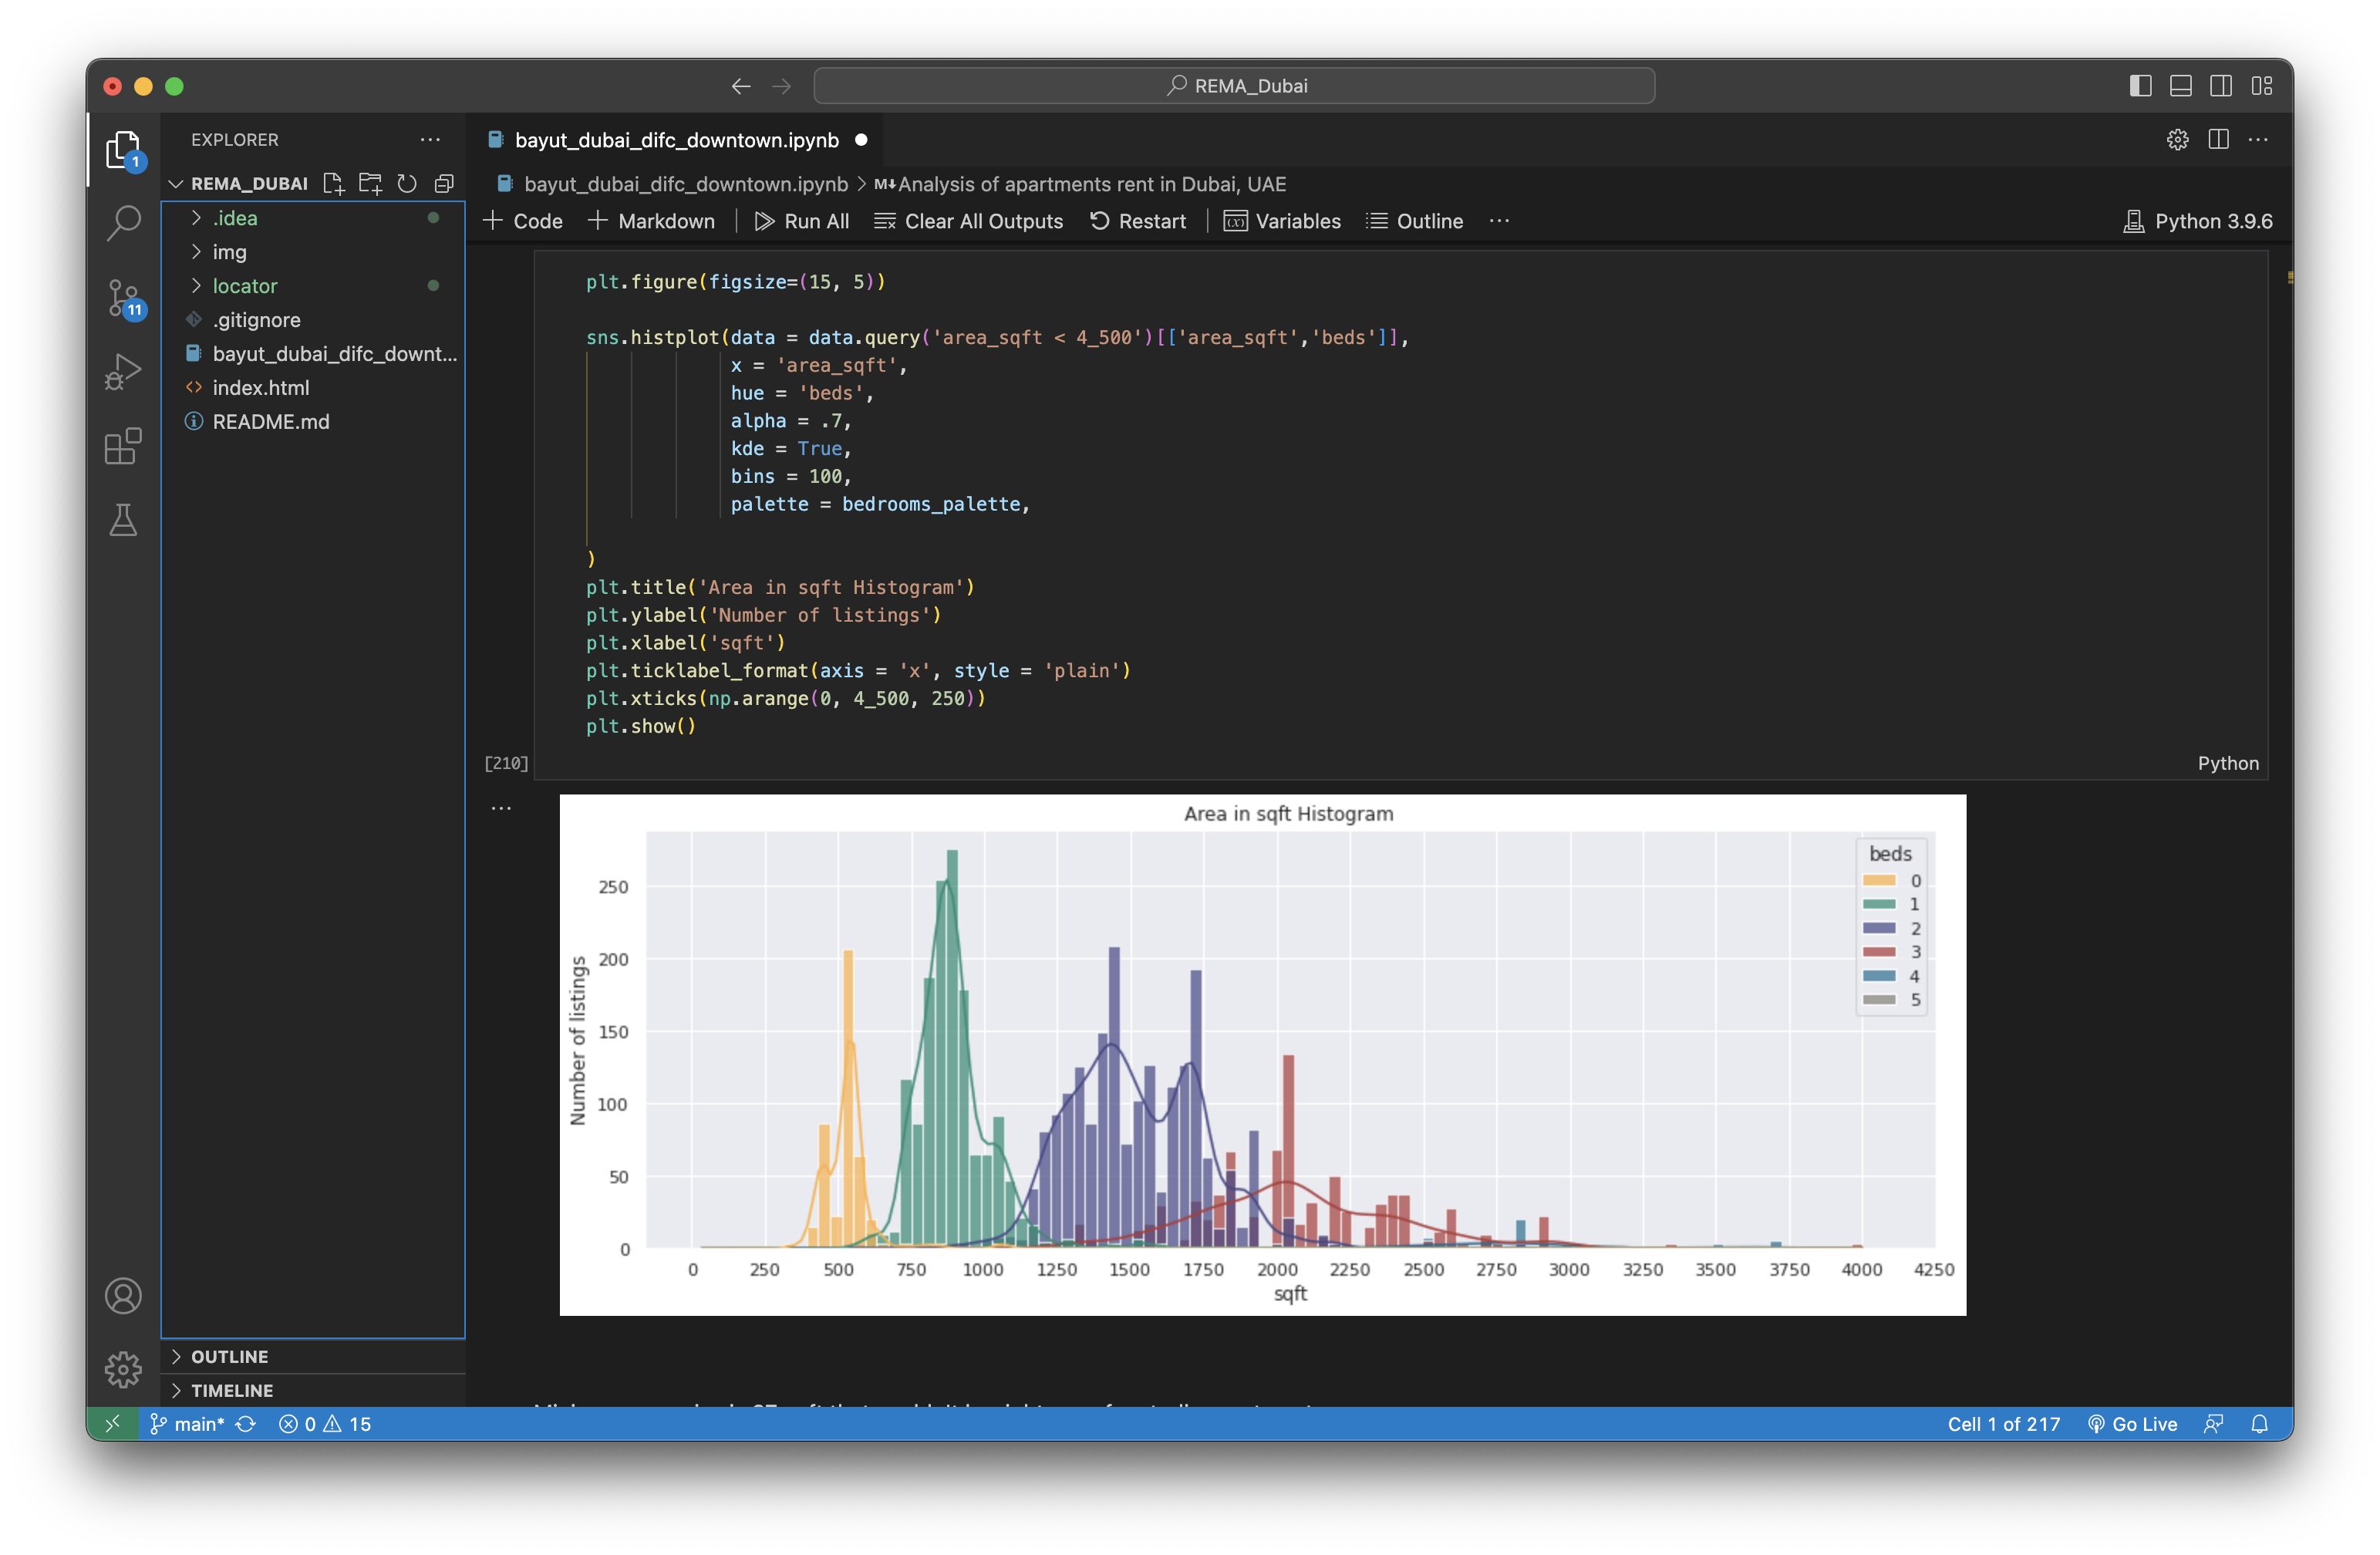 REMA_Dubai
EXPLORER
1
REMA_DUBAI
.idea
img
locator
11
.gitignore
bayut_dubai_difc_downt...
index.html
README.md
OUTLINE
TIMELINE
bayut_dubai_difc_downtown.ipynb
bayut_dubai_difc_downtown.ipynb > M↓Analysis of apartments rent in Dubai, UAE
+ Code + Markdown Run All Clear All Outputs Restart Variables Outline ... Python 3.9.6
plt.figure(figsize=(15, 5))
sns.histplot(data = data.query('area_sqft < 4_500')[['area_sqft','beds']],
x = 'area_sqft',
hue = 'beds',
alpha = .7,
kde = True,
bins = 100,
palette = bedrooms_palette,
)
plt.title('Area in sqft Histogram')
plt.ylabel('Number of listings')
plt.xlabel('sqft')
plt.ticklabel_format(axis = 'x', style = 'plain')
plt.xticks(np.arange(0, 4_500, 250))
plt.show()
[210]
Python
Area in sqft Histogram
Number of listings
250
200
150
100
50
0
beds
0
1
2
3
4
5
0 250 500 750 1000 1250 1500 1750 2000 2250 2500 2750 3000 3250 3500 3750 4000 4250
sqft
main* 0 15 Cell 1 of 217 Go Live